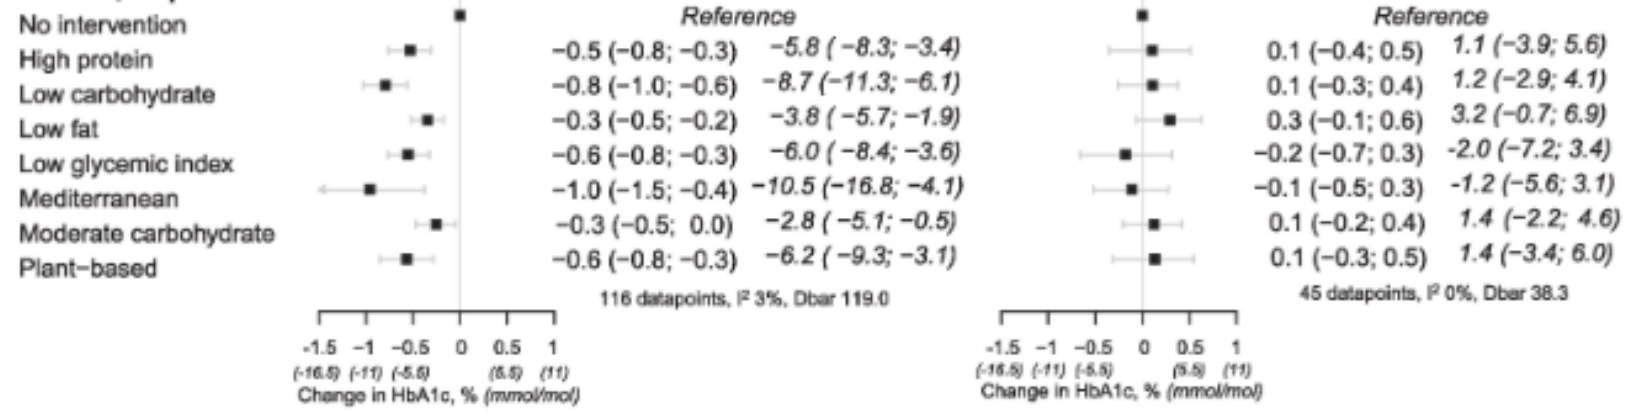 No intervention Reference Reference
High protein −0.5 (−0.8; −0.3) −5.8 ( −8.3; −3.4) 0.1 (−0.4; 0.5) 1.1 (−3.9; 5.6)
Low carbohydrate −0.8 (−1.0; −0.6) −8.7 (−11.3; −6.1) 0.1 (−0.3; 0.4) 1.2 (−2.9; 4.1)
Low fat −0.3 (−0.5; −0.2) −3.8 ( −5.7; −1.9) 0.3 (−0.1; 0.6) 3.2 (−0.7; 6.9)
Low glycemic index −0.6 (−0.8; −0.3) −6.0 ( −8.4; −3.6) −0.2 (−0.7; 0.3) -2.0 (−7.2; 3.4)
Mediterranean −1.0 (−1.5; −0.4) −10.5 (−16.8; −4.1) −0.1 (−0.5; 0.3) -1.2 (−5.6; 3.1)
Moderate carbohydrate −0.3 (−0.5; 0.0) −2.8 ( −5.1; −0.5) 0.1 (−0.2; 0.4) 1.4 (−2.2; 4.6)
Plant−based −0.6 (−0.8; −0.3) −6.2 ( −9.3; −3.1) 0.1 (−0.3; 0.5) 1.4 (−3.4; 6.0)
116 datapoints, I² 3%, Dbar 119.0 45 datapoints, I² 0%, Dbar 38.3
-1.5 −1 −0.5 0 0.5 1 -1.5 −1 −0.5 0 0.5 1
(-16.5) (-11) (-5.5) (5.5) (11) (-16.5) (-11) (-5.5) (5.5) (11)
Change in HbA1c, % (mmol/mol) Change in HbA1c, % (mmol/mol)